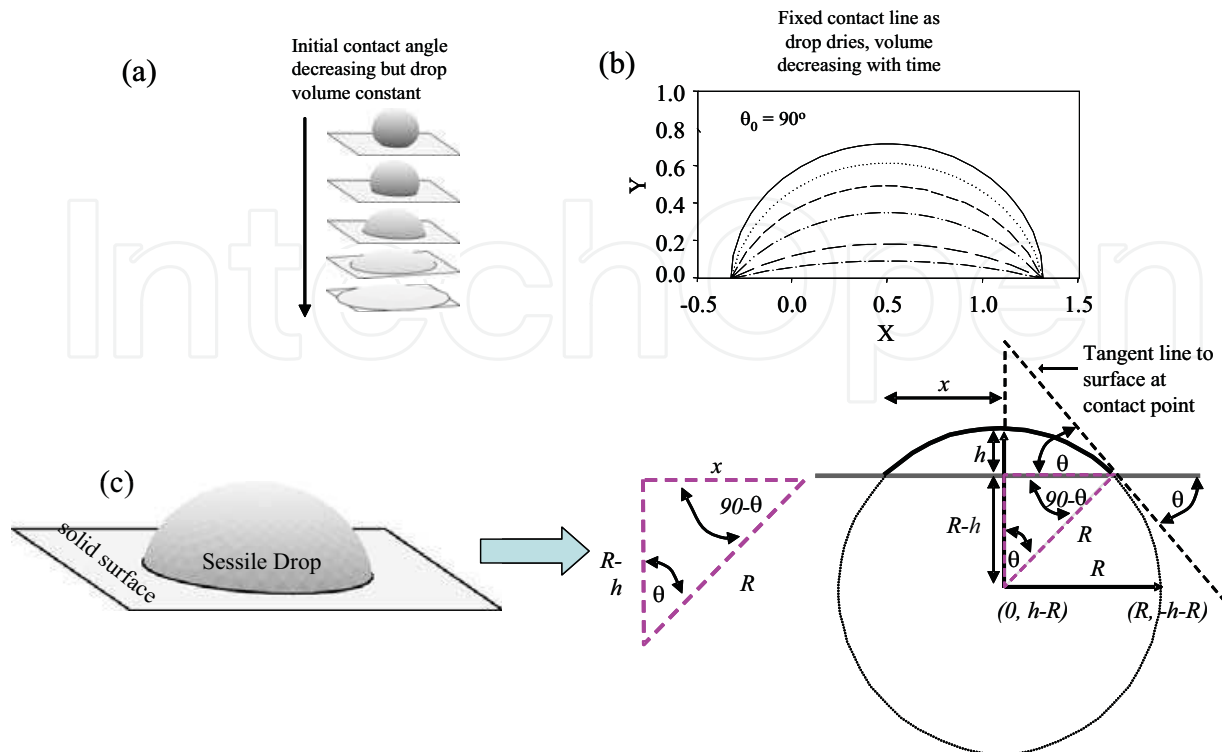 (a)
Initial contact angle
decreasing but drop
volume constant
(b)
Fixed contact line as
drop dries, volume
decreasing with time
1.0
0.8
0.6
0.4
0.2
0.0
Y
θ0 = 90º
-0.5
0.0
0.5
1.0
1.5
X
IntechOpen
(c)
solid surface
Sessile Drop
x
90-θ
R-
h
θ
R
Tangent line to
surface at
contact point
x
h
θ
90-θ
θ
R-h
R
θ
R
(0, h-R)
(R, -h-R)